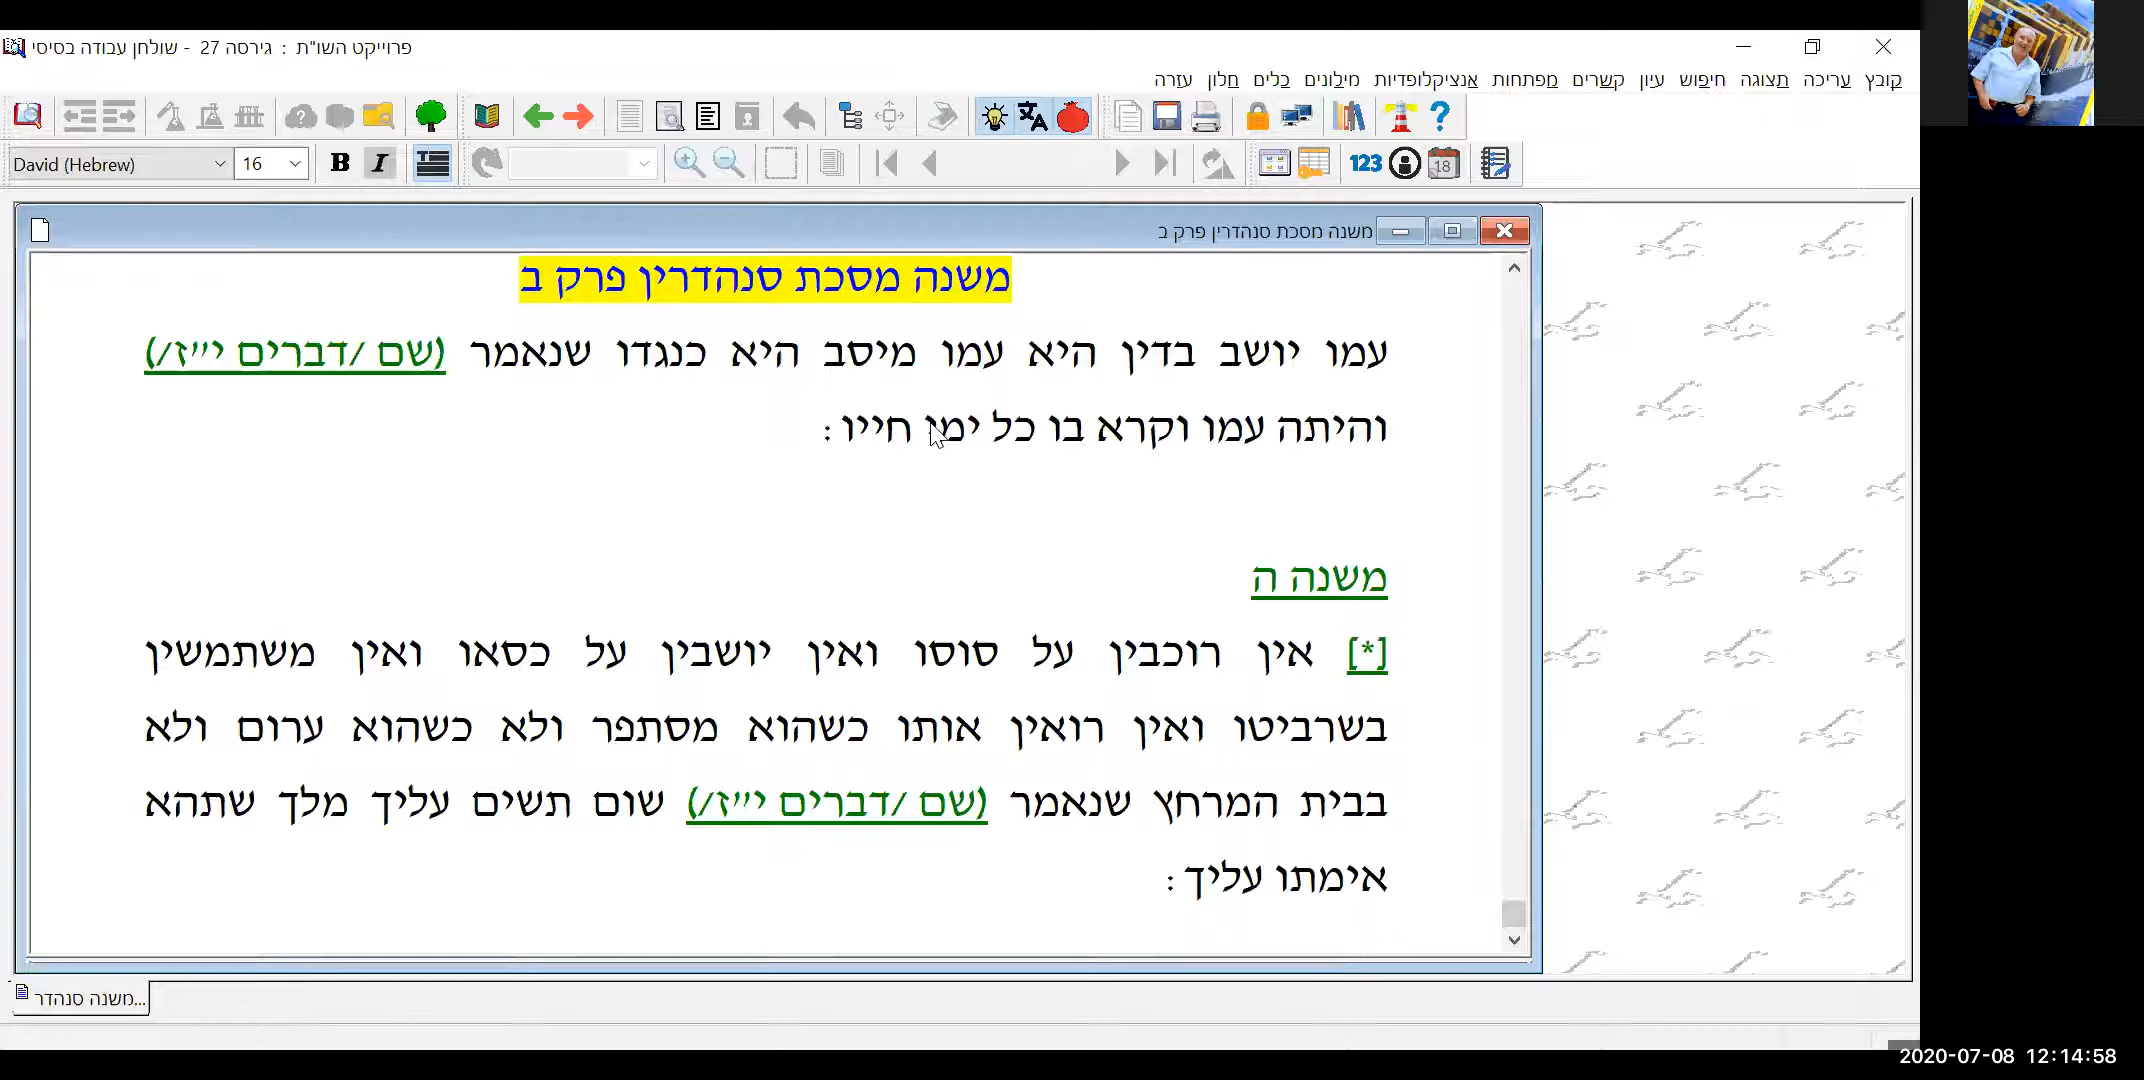 פרוייקט השו"ת : גירסה 27 - שולחן עבודה בסיסי
קובץ עריכה תצוגה חיפוש עיון קשרים מפתחות אנציקלופדיות מילונים כלים חלון עזרה
David (Hebrew) 16 B I 123 18
משנה מסכת סנהדרין פרק ב
משנה מסכת סנהדרין פרק ב
עמו יושב בדין היא עמו מיסב היא כנגדו שנאמר (שם /דברים י"ז/)
והיתה עמו וקרא בו כל ימי חייו :
משנה ה
[*] אין רוכבין על סוסו ואין יושבין על כסאו ואין משתמשין
בשרביטו ואין רואין אותו כשהוא מסתפר ולא כשהוא ערום ולא
בבית המרחץ שנאמר (שם /דברים י"ז/) שום תשים עליך מלך שתהא
אימתו עליך :
משנה סנהדר...
2020-07-08 12:14:58